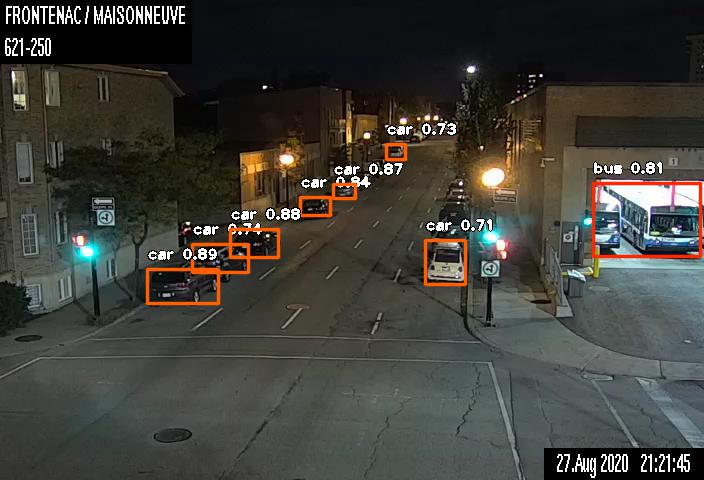 FRONTENAC / MAISONNEUVE
621-250
car 0.73
car 0.87
car 0.84
bus 0.81
car 0.88
car 0.74
car 0.71
car 0.89
27.Aug 2020 21:21:45